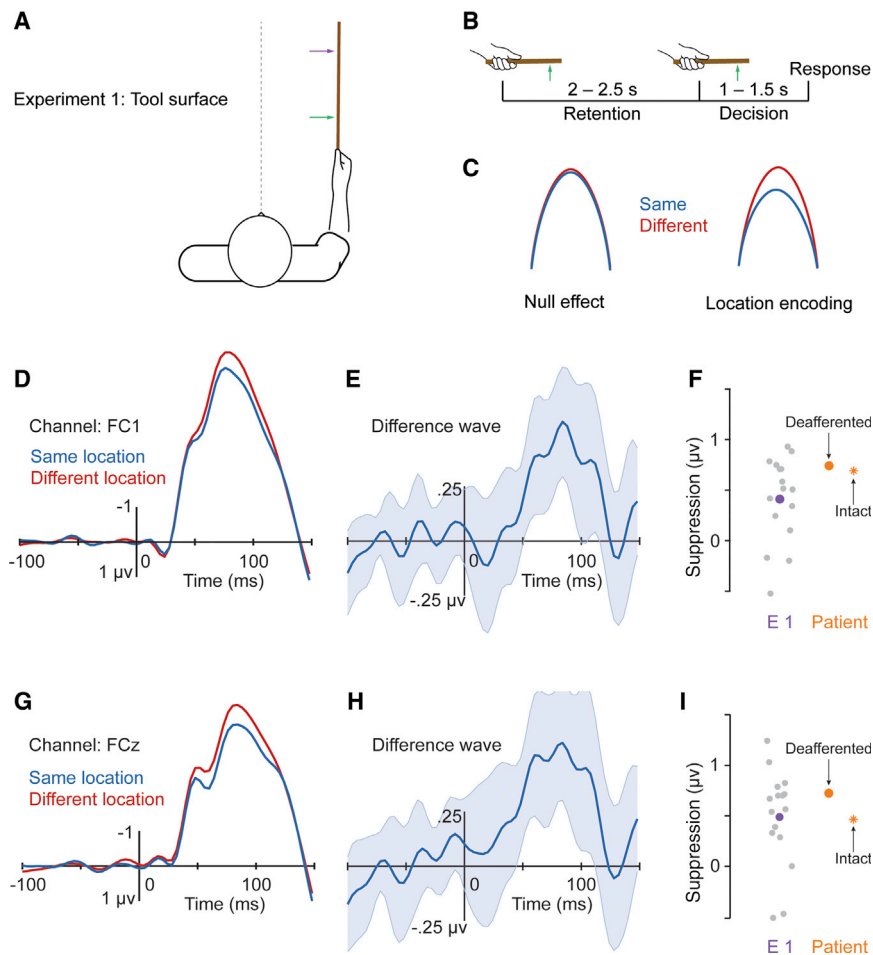 A
Experiment 1: Tool surface
B
Response
2 – 2.5 s
1 – 1.5 s
Retention
Decision
C
Same
Different
Null effect
Location encoding
D
Channel: FC1
Same location
Different location
-1
-100
0
100
1 μv
Time (ms)
E
Difference wave
.25
0
100
Time (ms)
-.25 μv
F
Suppression (μv)
1
0
Deafferented
Intact
E 1
Patient
G
Channel: FCz
Same location
Different location
-1
-100
0
100
1 μv
Time (ms)
H
Difference wave
.25
0
100
Time (ms)
-.25 μv
I
Suppression (μv)
1
0
Deafferented
Intact
E 1
Patient